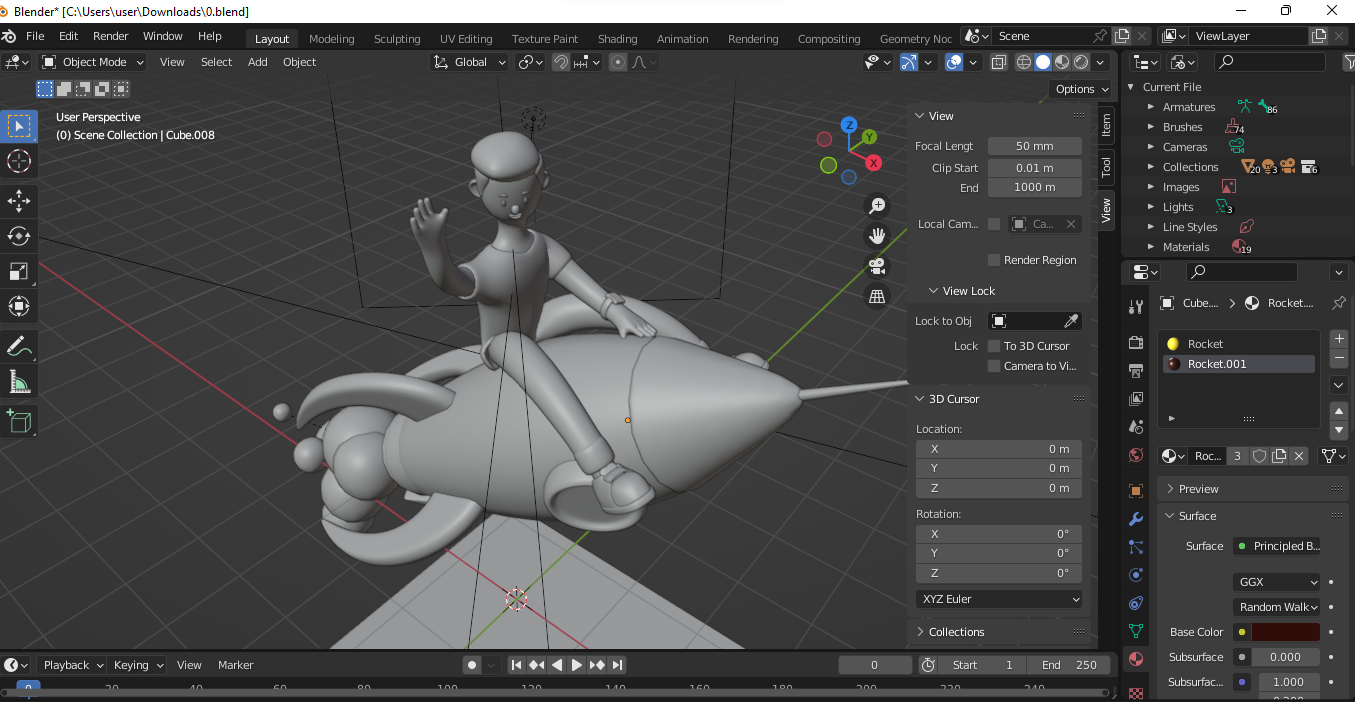 Blender* [C:\Users\user\Downloads\0.blend]
File Edit Render Window Help Layout Modeling Sculpting UV Editing Texture Paint Shading Animation Rendering Compositing Geometry Noc Scene ViewLayer
Object Mode View Select Add Object Global
Options
User Perspective
(0) Scene Collection | Cube.008
Z
Y
X
View
Focal Lengt 50 mm
Clip Start 0.01 m
End 1000 m
Local Cam... Ca...
Render Region
View Lock
Lock to Obj
Lock To 3D Cursor
Camera to Vi...
3D Cursor
Location:
X 0 m
Y 0 m
Z 0 m
Rotation:
X 0°
Y 0°
Z 0°
XYZ Euler
Collections
Item
Tool
View
Current File
Armatures 86
Brushes 74
Cameras
Collections 20 3 6
Images
Lights 3
Line Styles
Materials 19
Cube.... Rocket....
Rocket
Rocket.001
Roc... 3
Preview
Surface
Surface Principled B...
GGX
Random Walk
Base Color
Subsurface 0.000
Subsurfac... 1.000
0.200
Playback Keying View Marker 0 Start 1 End 250
0 20 40 60 80 100 120 140 160 180 200 220 240